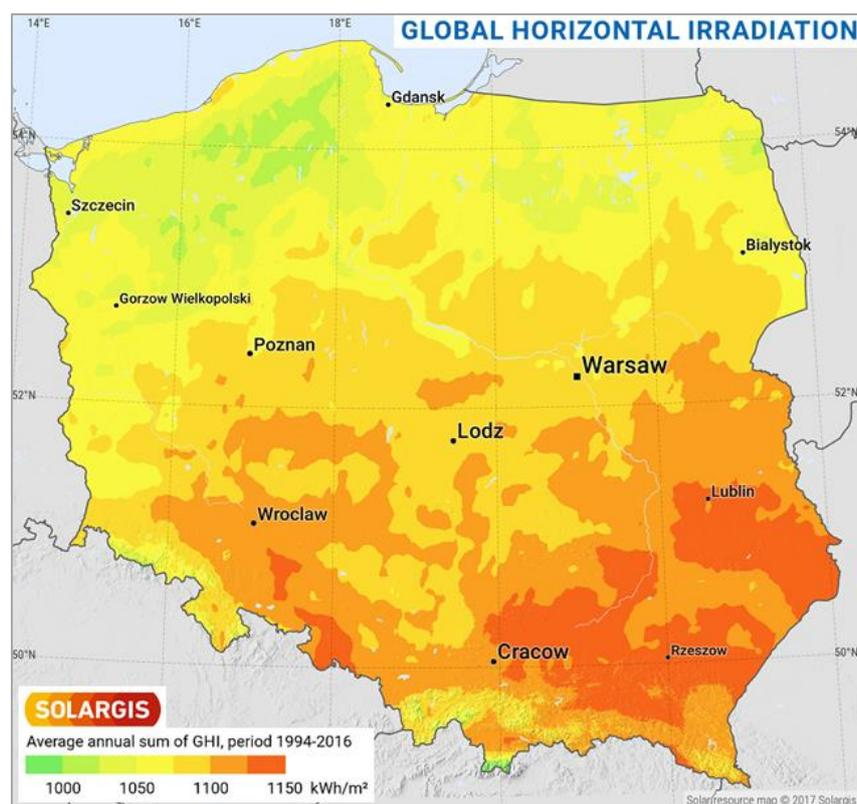 14°E 16°E 18°E
GLOBAL HORIZONTAL IRRADIATION
Gdansk
54°N 54°N
Szczecin
Bialystok
Gorzow Wielkopolski
Poznan
Warsaw
52°N 52°N
Lodz
Lublin
Wroclaw
50°N 50°N
Cracow
Rzeszow
SOLARGIS
Average annual sum of GHI, period 1994-2016
1000 1050 1100 1150 kWh/m²
Solar resource map © 2017 Solargis